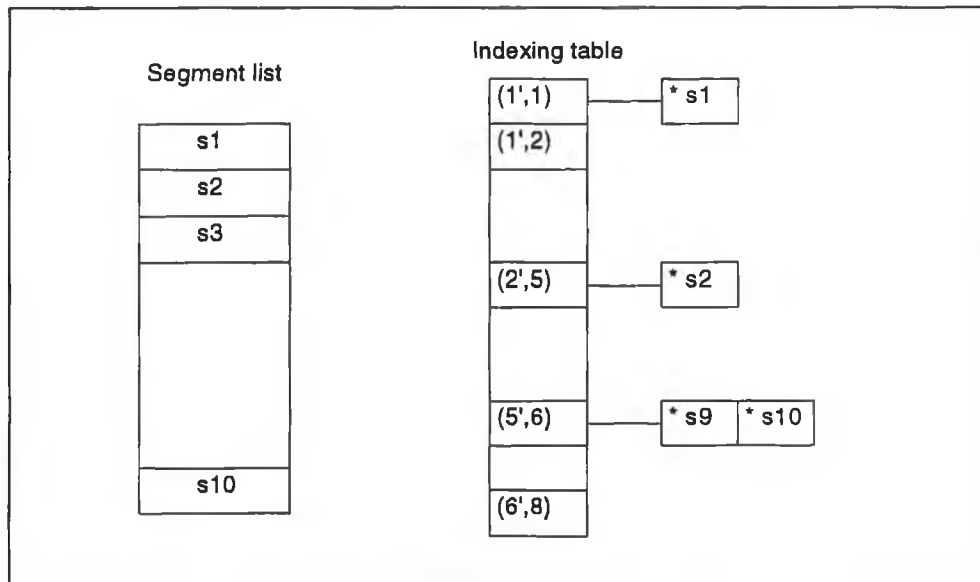 Segment list
s1
s2
s3
s10
Indexing table
(1',1)
* s1
(1',2)
(2',5)
* s2
(5',6)
* s9
* s10
(6',8)